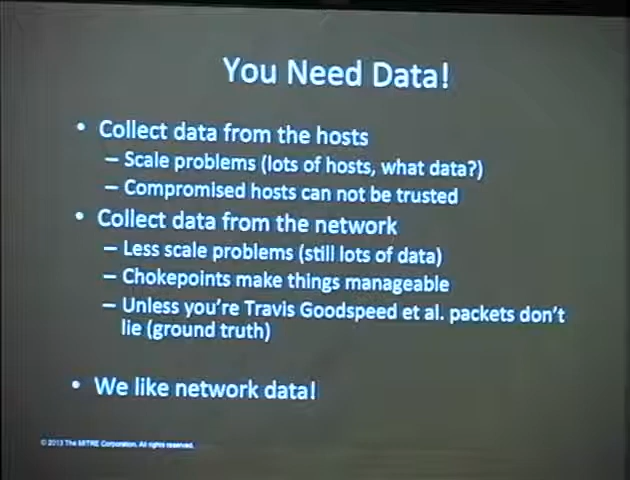 You Need Data!
• Collect data from the hosts
– Scale problems (lots of hosts, what data?)
– Compromised hosts can not be trusted
• Collect data from the network
– Less scale problems (still lots of data)
– Chokepoints make things manageable
– Unless you're Travis Goodspeed et al. packets don't
lie (ground truth)
• We like network data!
© 2013 The MITRE Corporation. All rights reserved.